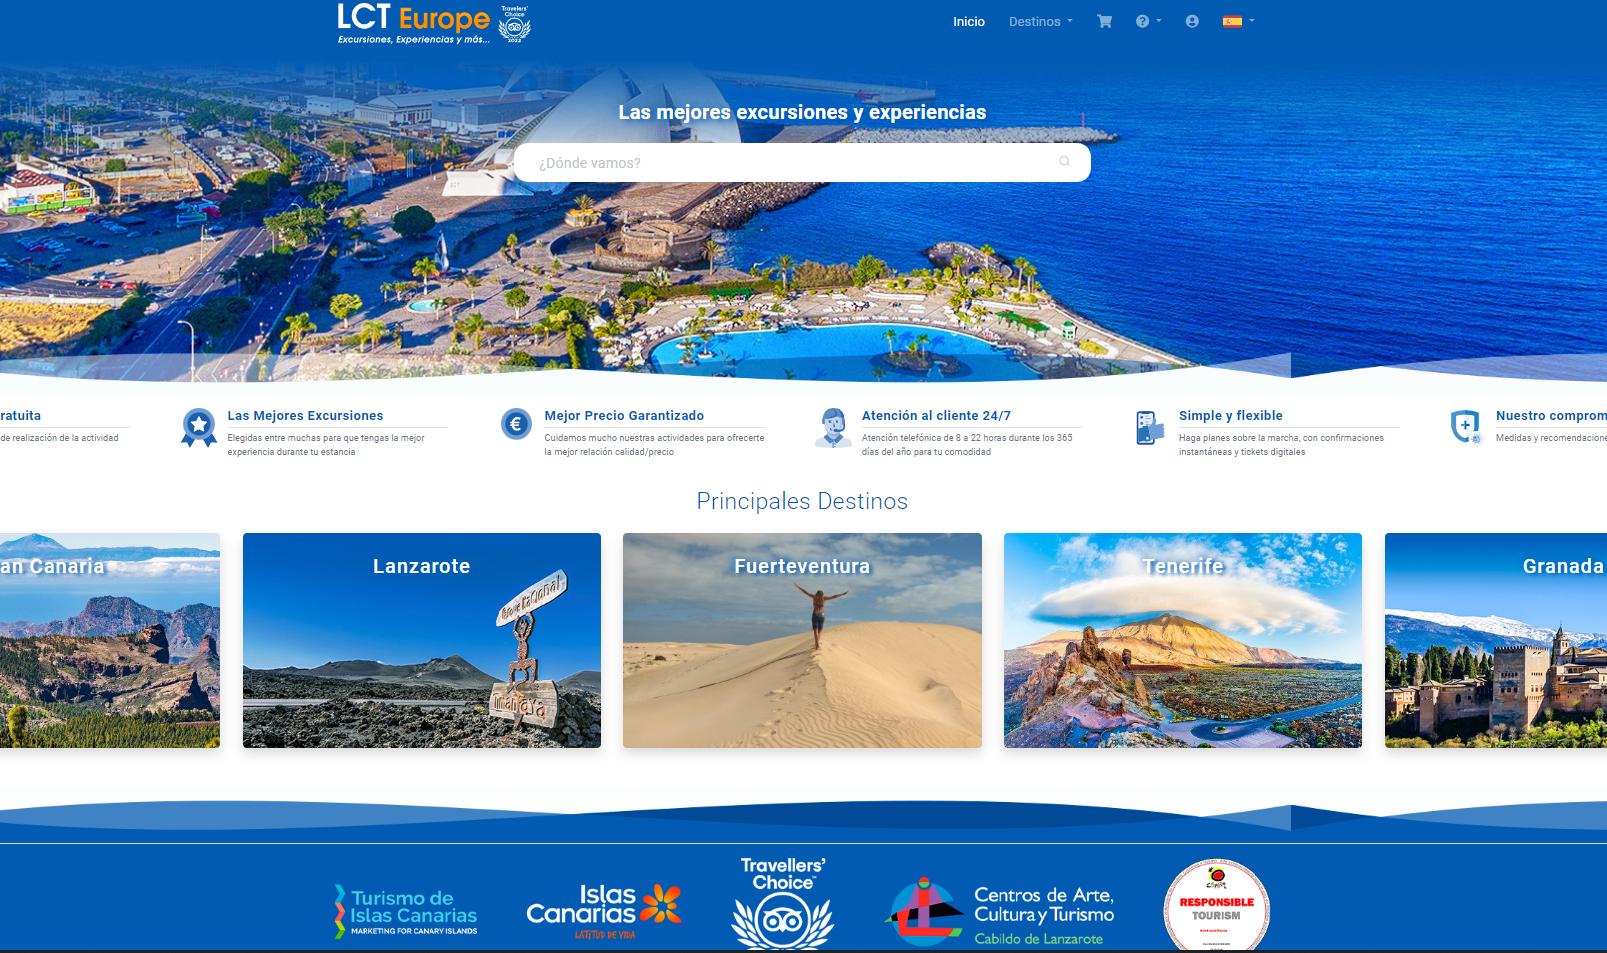 LCT Europe
Excursiones, Experiencias y más...
Travelers'
Choice
2022
Inicio
Destinos
Las mejores excursiones y experiencias
¿Dónde vamos?
ratuita
de realización de la actividad
Las Mejores Excursiones
Elegidas entre muchas para que tengas la mejor
experiencia durante tu estancia
Mejor Precio Garantizado
Cuidamos mucho nuestras actividades para ofrecerte
la mejor relación calidad/precio
Atención al cliente 24/7
Atención telefónica de 8 a 22 horas durante los 365
días del año para tu comodidad
Simple y flexible
Haga planes sobre la marcha, con confirmaciones
instantáneas y tickets digitales
Nuestro comprom
Medidas y recomendacione
Principales Destinos
an Canaria
Lanzarote
Fuerteventura
Tenerife
Granada
Turismo de
Islas Canarias
MARKETING FOR CANARY ISLANDS
Islas
Canarias
LATITUD DE VIDA
Travellers'
Choice™
Centros de Arte,
Cultura y Turismo
Cabildo de Lanzarote
RESPONSIBLE
TOURISM